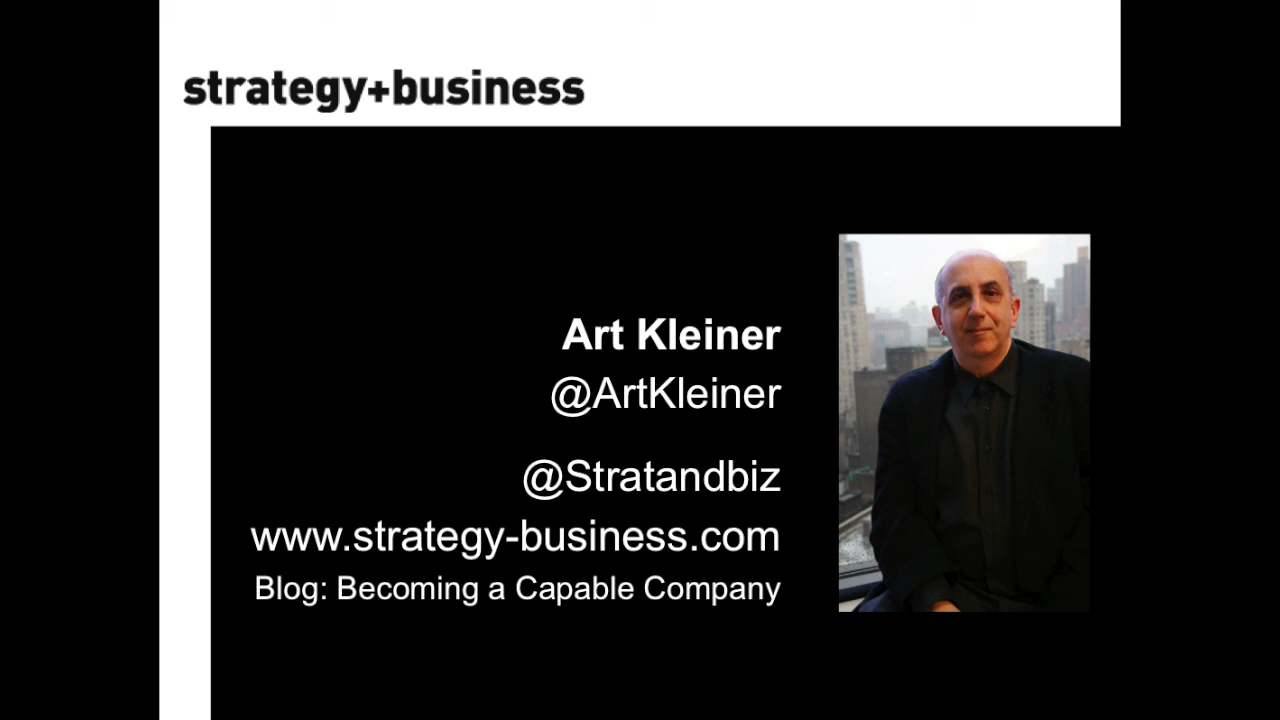 strategy+business
Art Kleiner
@ArtKleiner
@Stratandbiz
www.strategy-business.com
Blog: Becoming a Capable Company